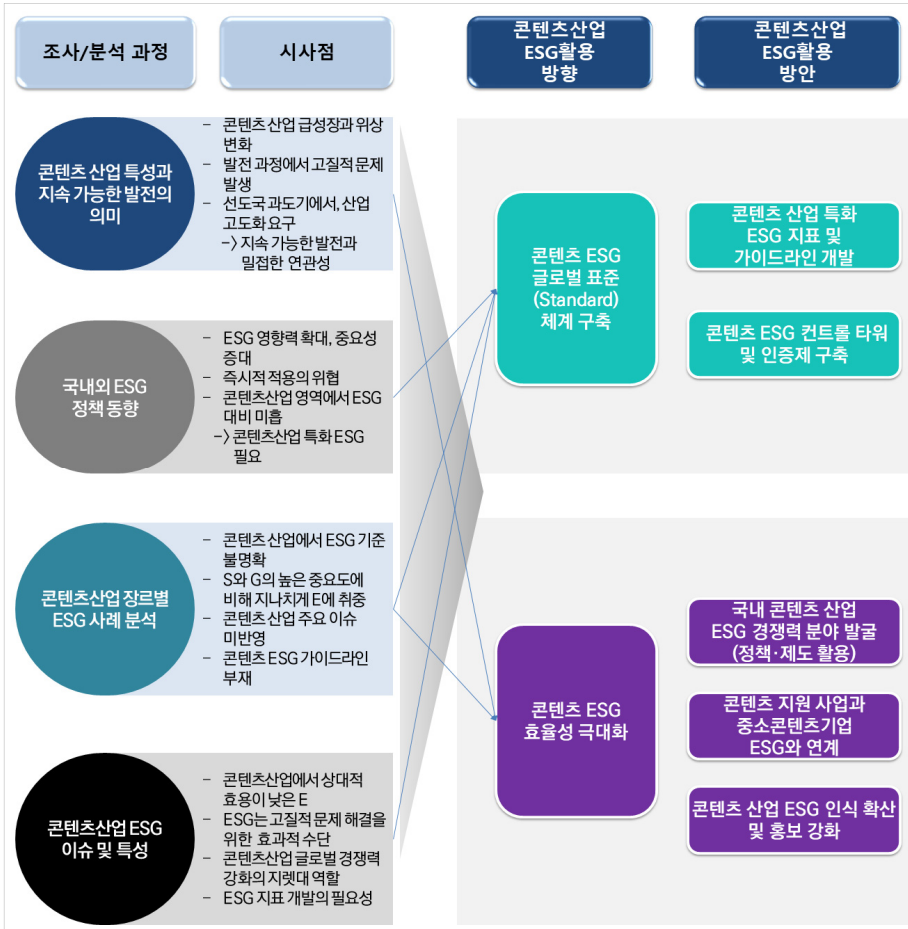 조사/분석 과정
시사점
콘텐츠산업
ESG활용
방향
콘텐츠산업
ESG활용
방안
콘텐츠 산업 특성과
지속 가능한 발전의
의미
- 콘텐츠 산업 급성장과 위상
변화
- 발전 과정에서 고질적 문제
발생
- 선도국 과도기에서, 산업
고도화 요구
-> 지속 가능한 발전과
밀접한 연관성
국내외 ESG
정책 동향
- ESG 영향력 확대, 중요성
증대
- 즉시적 적용의 위협
- 콘텐츠산업 영역에서 ESG
대비 미흡
-> 콘텐츠산업 특화 ESG
필요
콘텐츠산업 장르별
ESG 사례 분석
- 콘텐츠 산업에서 ESG 기준
불명확
- S와 G의 높은 중요도에
비해 지나치게 E에 취중
- 콘텐츠 산업 주요 이슈
미반영
- 콘텐츠 ESG 가이드라인
부재
콘텐츠산업 ESG
이슈 및 특성
- 콘텐츠산업에서 상대적
효용이 낮은 E
- ESG는 고질적 문제 해결을
위한 효과적 수단
- 콘텐츠산업 글로벌 경쟁력
강화의 지렛대 역할
- ESG 지표 개발의 필요성
콘텐츠 ESG
글로벌 표준
(Standard)
체계 구축
콘텐츠 산업 특화
ESG 지표 및
가이드라인 개발
콘텐츠 ESG 컨트롤 타워
및 인증제 구축
콘텐츠 ESG
효율성 극대화
국내 콘텐츠 산업
ESG 경쟁력 분야 발굴
(정책·제도 활용)
콘텐츠 지원 사업과
중소콘텐츠기업
ESG와 연계
콘텐츠 산업 ESG 인식 확산
및 홍보 강화